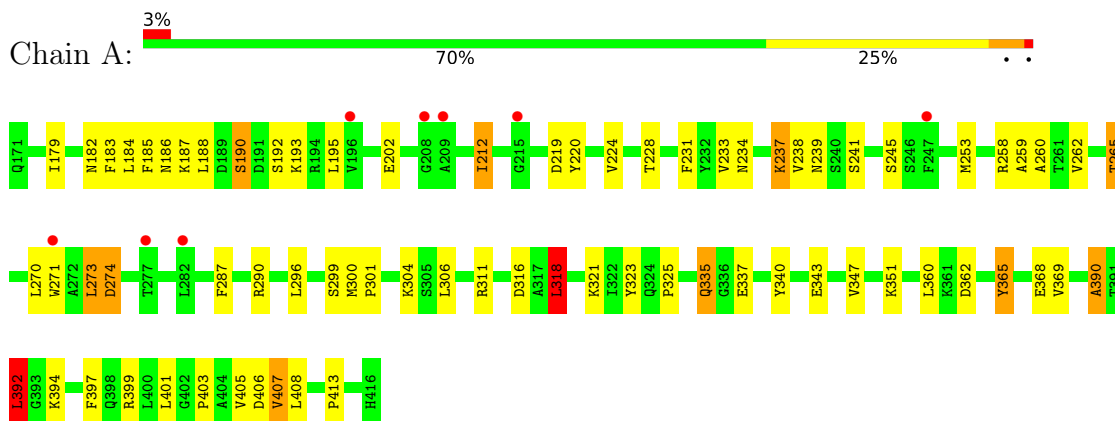 3%
Chain A:
70% 25% . .
Q171 I179 N182 F183 L184 F185 N186 K187 L188 D189 S190 D191 S192 K193 R194 L195 V196 E202 G208 A209 I212 G215 D219 Y220 V224 T228 F231 Y232 V233 N234 K237 V238 N239 S240 S241 S245 S246 F247 M253 R258 A259 A260 T261 V262 T265
L270 W271 A272 L273 D274 T277 L282 F287 R290 L296 S299 M300 P301 K304 S305 L306 R311 D316 A317 L318 K321 I322 Y323 Q324 P325 Q335 G336 E337 Y340 E343 V347 K351 L360 K361 D362 Y365 E368 V369 A390 T391
L392 G393 K394 F397 Q398 R399 L400 L401 G402 P403 A404 V405 D406 V407 L408 P413 H416